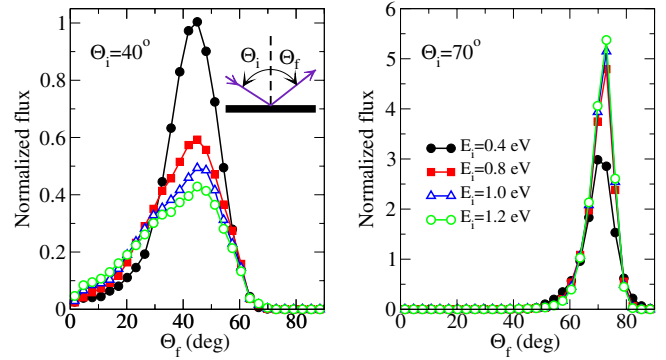 Θi=40°
Θi
Θf
Normalized flux
1
0.8
0.6
0.4
0.2
0
0 20 40 60 80
Θf (deg)
Θi=70°
Normalized flux
6
5
4
3
2
1
0
Ei=0.4 eV
Ei=0.8 eV
Ei=1.0 eV
Ei=1.2 eV
0 20 40 60 80
Θf (deg)